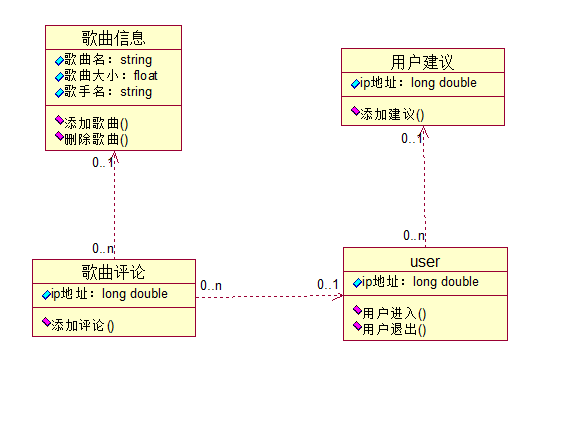 歌曲信息
歌曲名：string
歌曲大小：float
歌手名：string
添加歌曲()
删除歌曲()
用户建议
ip地址：long double
添加建议()
0..1
0..1
0..n
0..n
歌曲评论
ip地址：long double
添加评论()
0..n
0..1
user
ip地址：long double
用户进入()
用户退出()